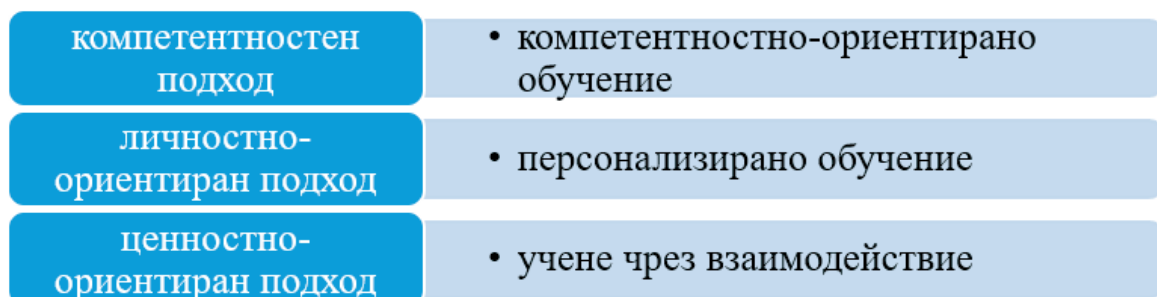 компетентностен
подход
• компетентностно-ориентирано
обучение
личностно-
ориентиран подход
• персонализирано обучение
ценностно-
ориентиран подход
• учене чрез взаимодействие